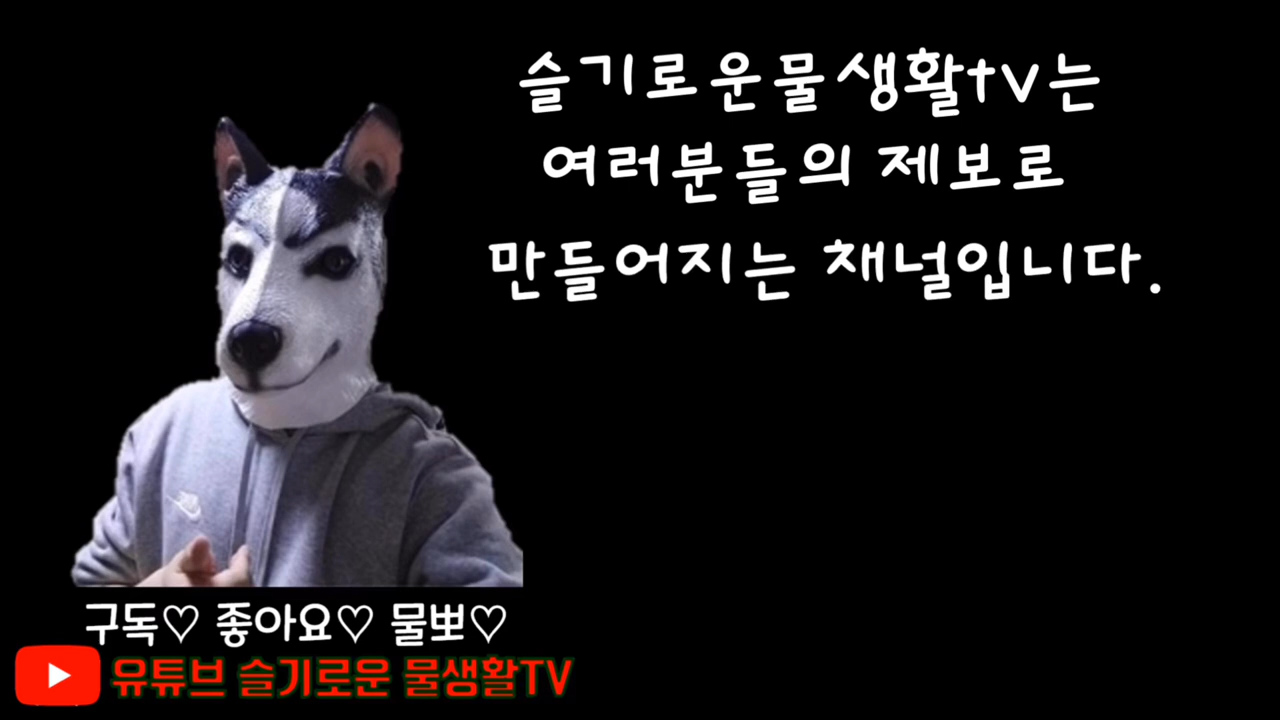 슬기로운물생활tv는
여러분들의 제보로
만들어지는 채널입니다.
구독♡ 좋아요♡ 물뽀♡
유튜브 슬기로운 물생활TV